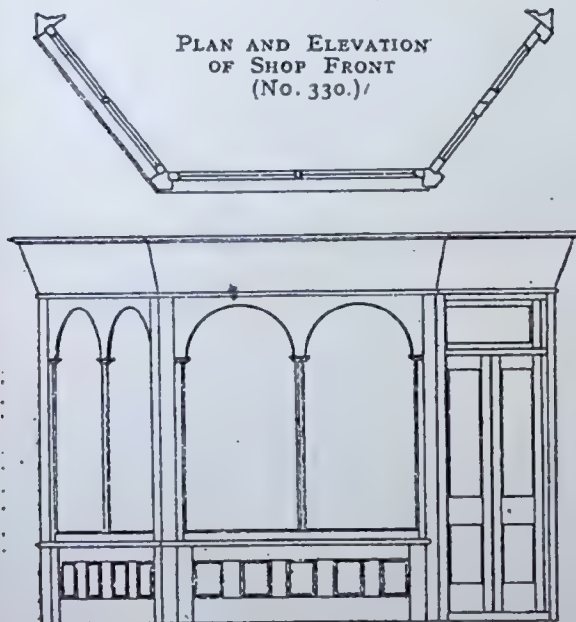 PLAN AND ELEVATION
OF SHOP FRONT
(No. 330.)